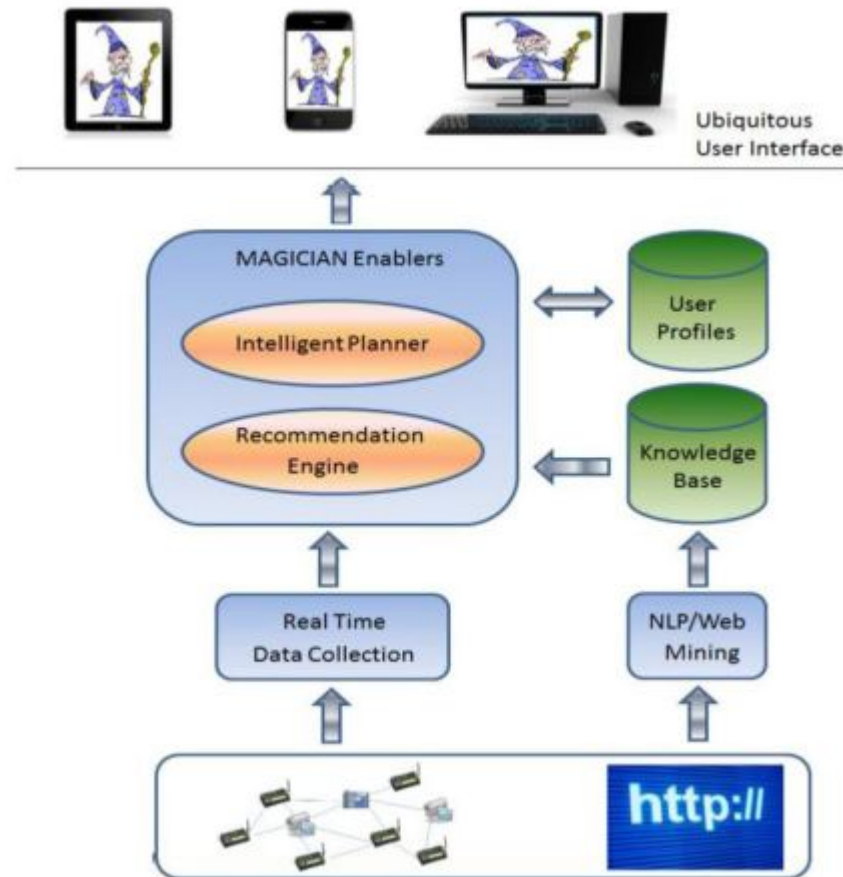 Ubiquitous
User Interface
MAGICIAN Enablers
Intelligent Planner
Recommendation
Engine
User
Profiles
Knowledge
Base
Real Time
Data Collection
NLP/Web
Mining
http://